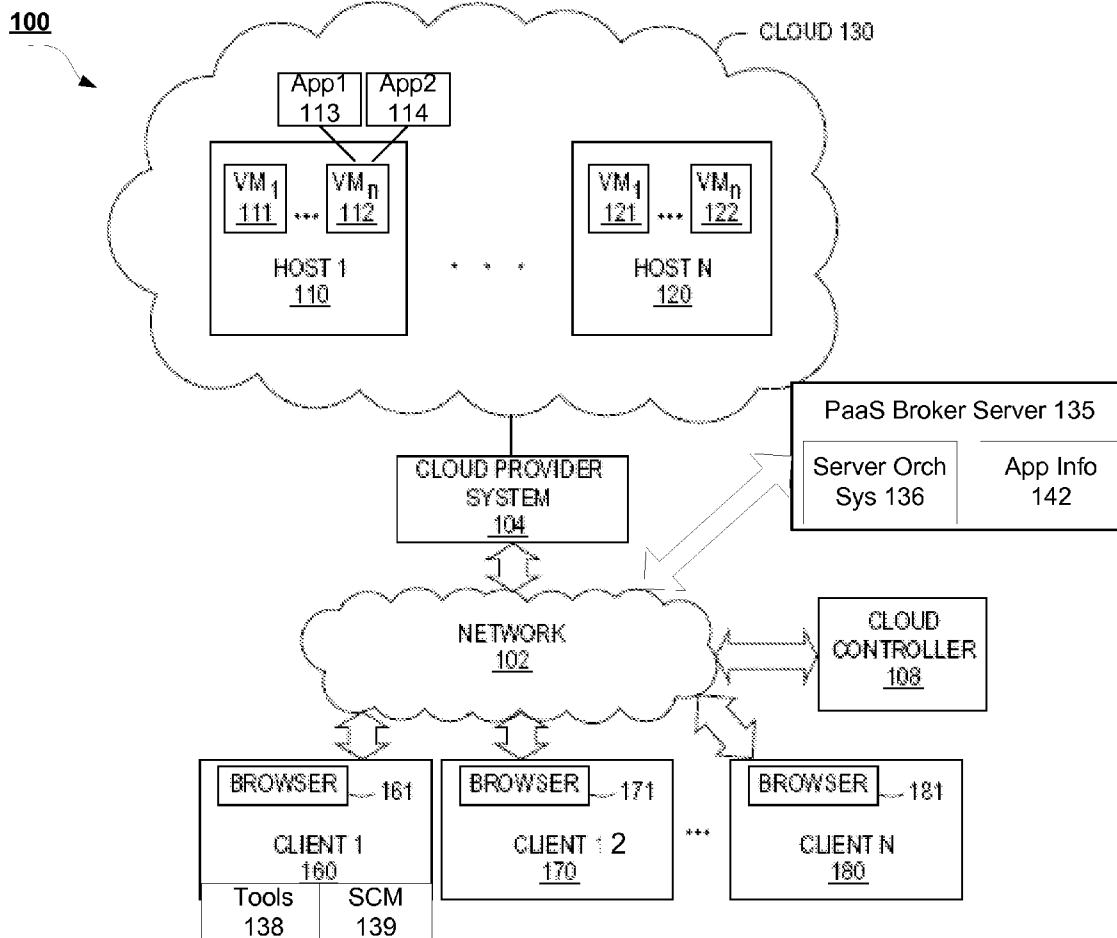 100
CLOUD 130
App1
113
App2
114
VM1
111
...
VMn
112
HOST 1
110
. . .
VM1
121
...
VMn
122
HOST N
120
PaaS Broker Server 135
Server Orch
Sys 136
App Info
142
CLOUD PROVIDER
SYSTEM
104
NETWORK
102
CLOUD
CONTROLLER
108
BROWSER
161
CLIENT 1
160
Tools
138
SCM
139
BROWSER
171
CLIENT 1 2
170
...
BROWSER
181
CLIENT N
180